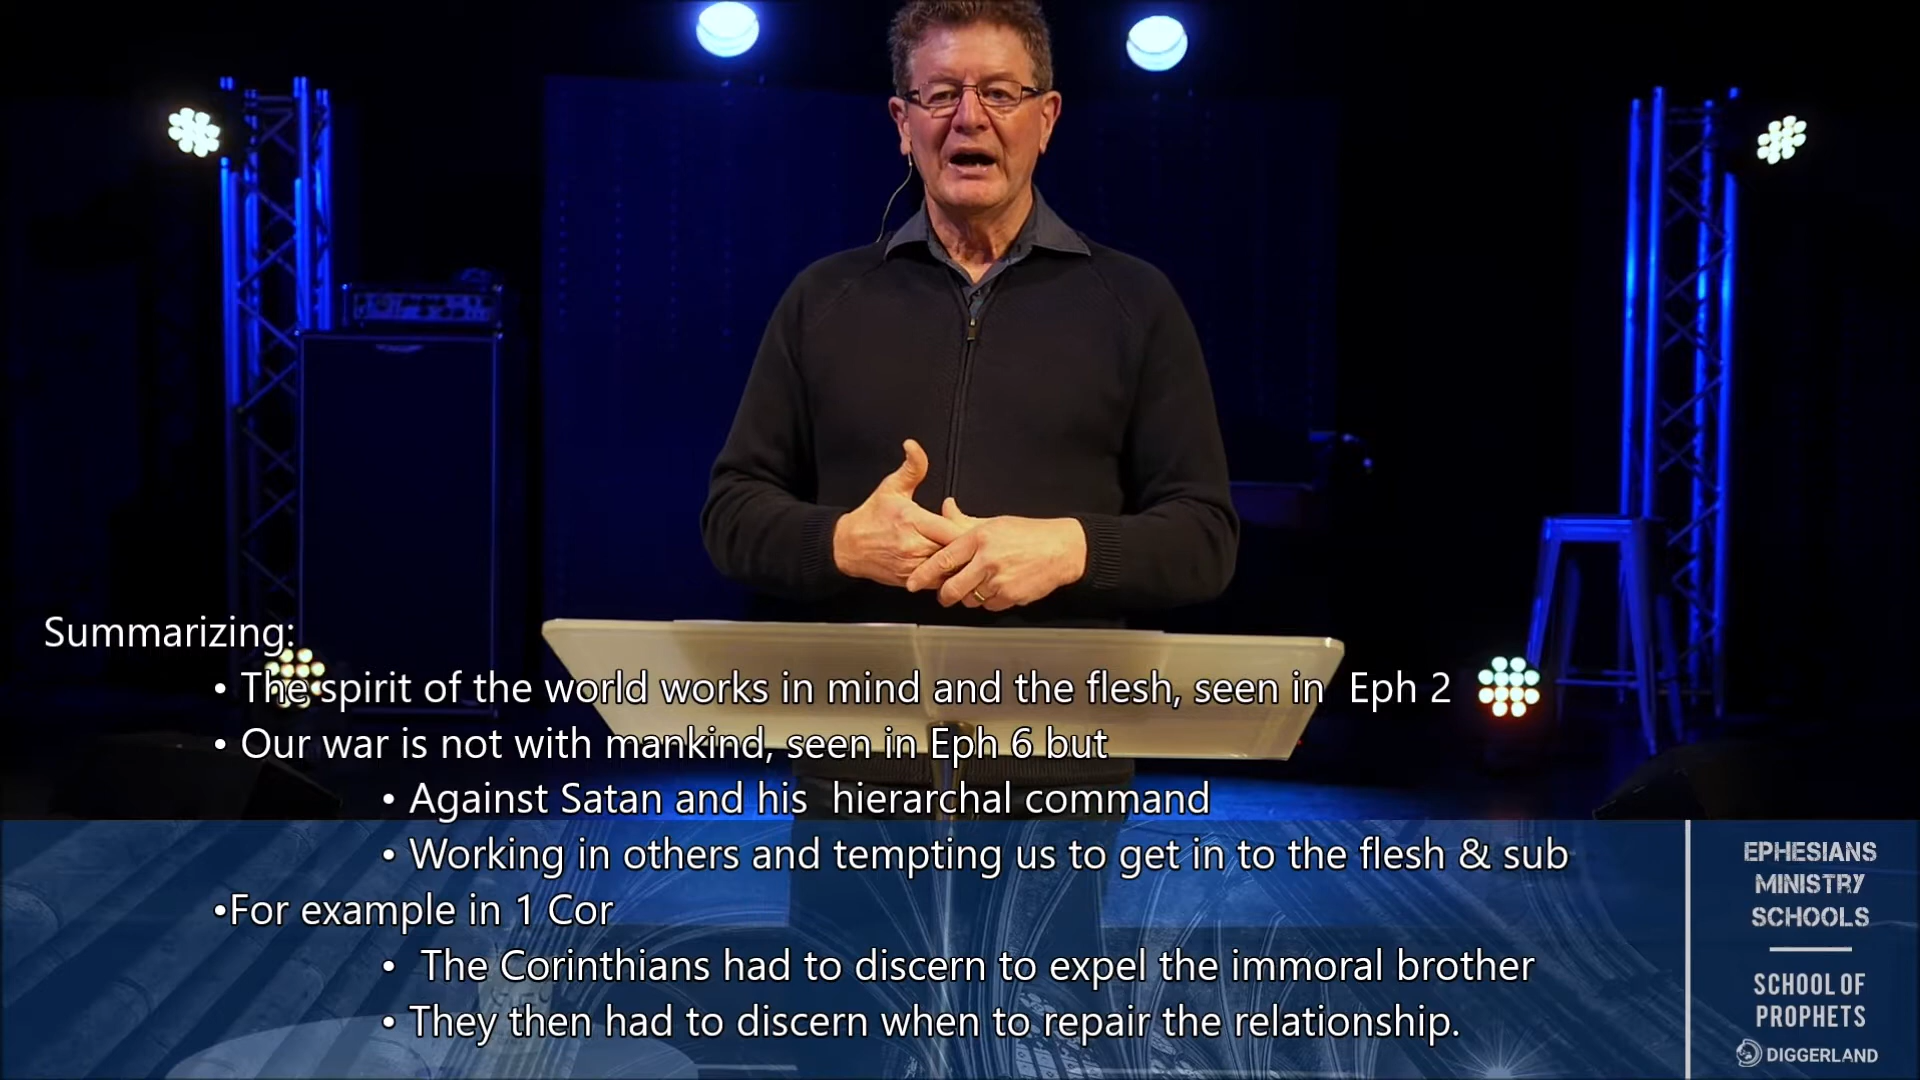 Summarizing:
• The spirit of the world works in mind and the flesh, seen in  Eph 2
• Our war is not with mankind, seen in Eph 6 but
• Against Satan and his  hierarchal command
• Working in others and tempting us to get in to the flesh & sub
•For example in 1 Cor
•  The Corinthians had to discern to expel the immoral brother
• They then had to discern when to repair the relationship.
EPHESIANS
MINISTRY
SCHOOLS
SCHOOL OF
PROPHETS
DIGGERLAND